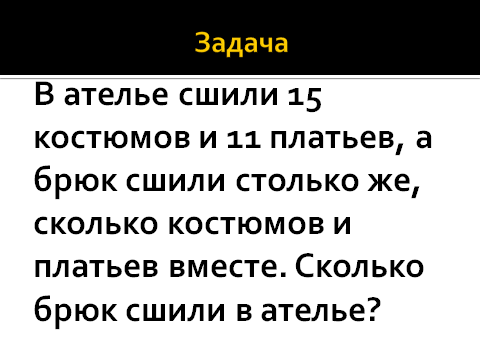 Задача
В ателье сшили 15
костюмов и 11 платьев, а
брюк сшили столько же,
сколько костюмов и
платьев вместе. Сколько
брюк сшили в ателье?